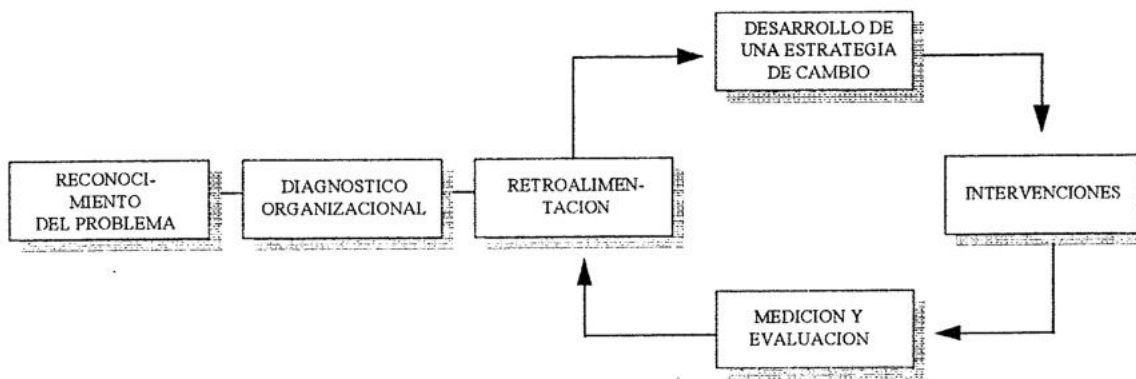 RECONOCI-
MIENTO
DEL PROBLEMA
DIAGNOSTICO
ORGANIZACIONAL
RETROALIMEN-
TACION
DESARROLLO DE
UNA ESTRATEGIA
DE CAMBIO
INTERVENCIONES
MEDICION Y
EVALUACION